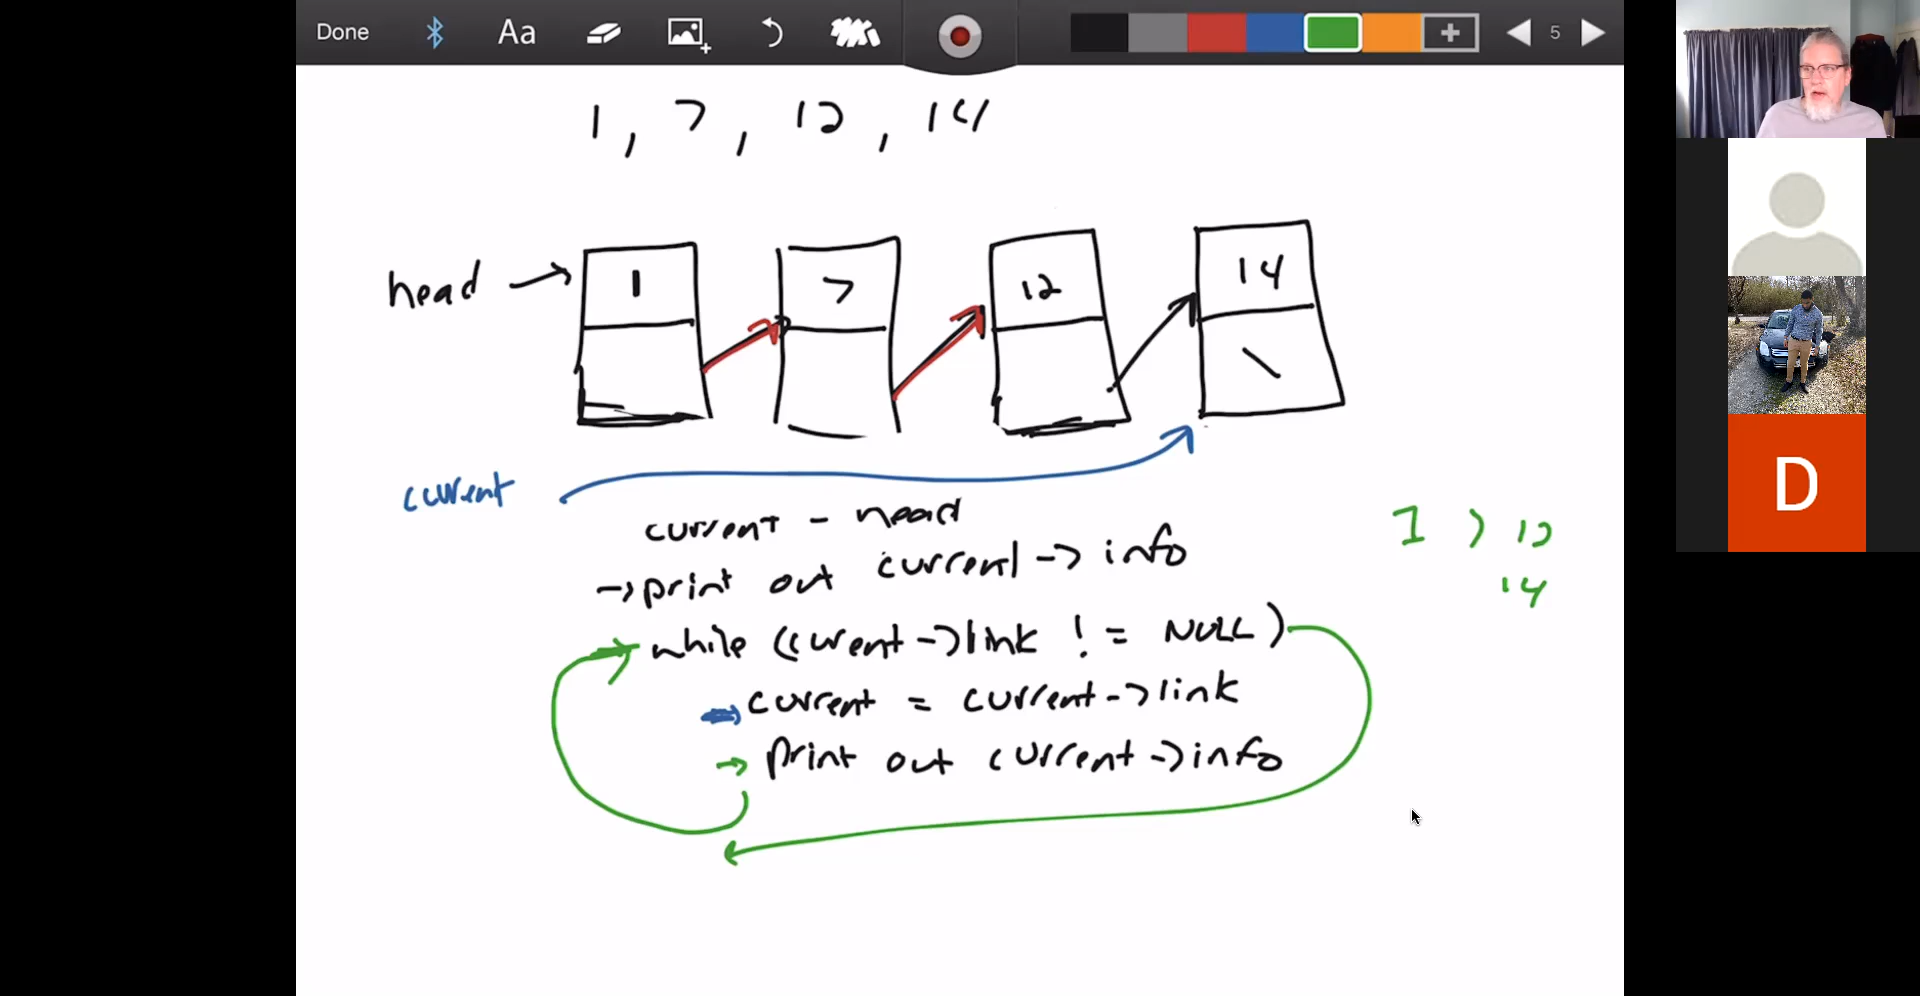 Done Aa 5
1, 7, 12, 14
head → 1 7 12 14
D
current
current - head
→ print out current -> info
while (current ->link != NULL)
current = current ->link
→ print out current ->info
1 7 12
14